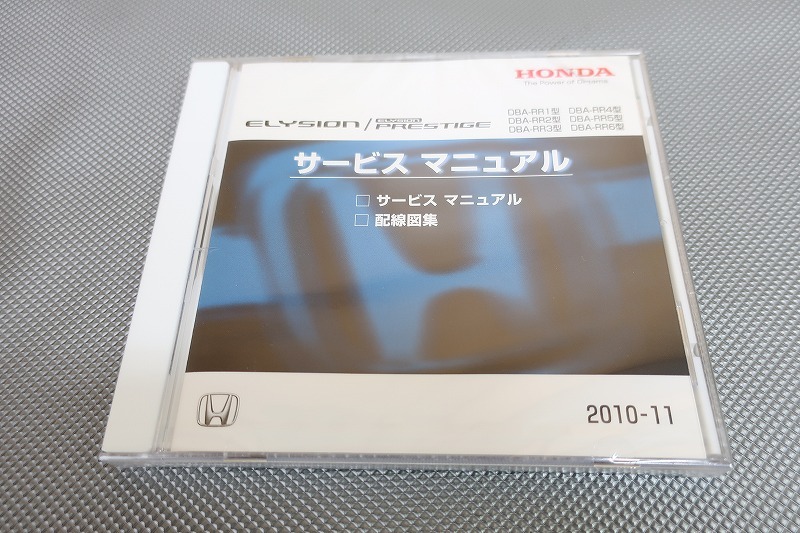 HONDA
The Power of Dreams
DBA-RR1型 DBA-RR4型
DBA-RR2型 DBA-RR5型
DBA-RR3型 DBA-RR6型
ELYSION / ELYSION PRESTIGE
サービス マニュアル
□ サービス マニュアル
□ 配線図集
2010-11